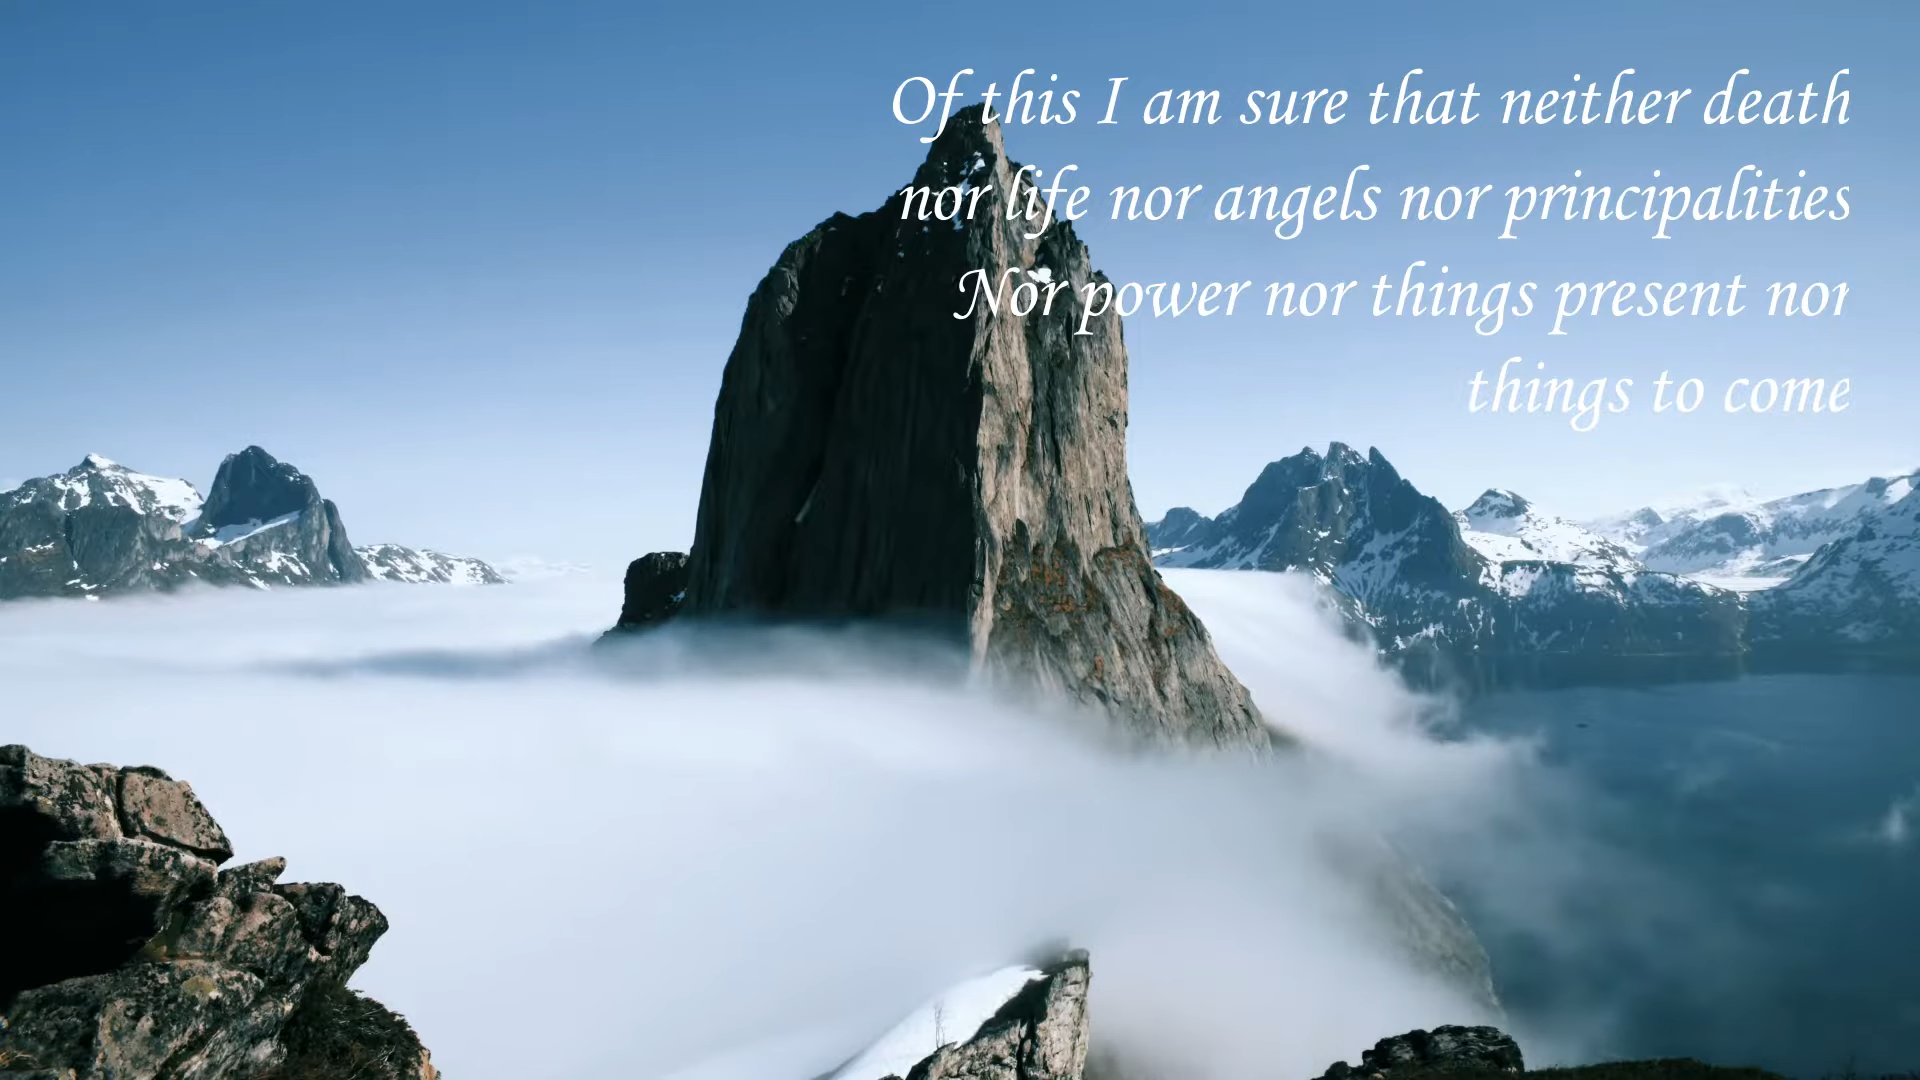 Of this I am sure that neither death
nor life nor angels nor principalities
Nor power nor things present nor
things to come